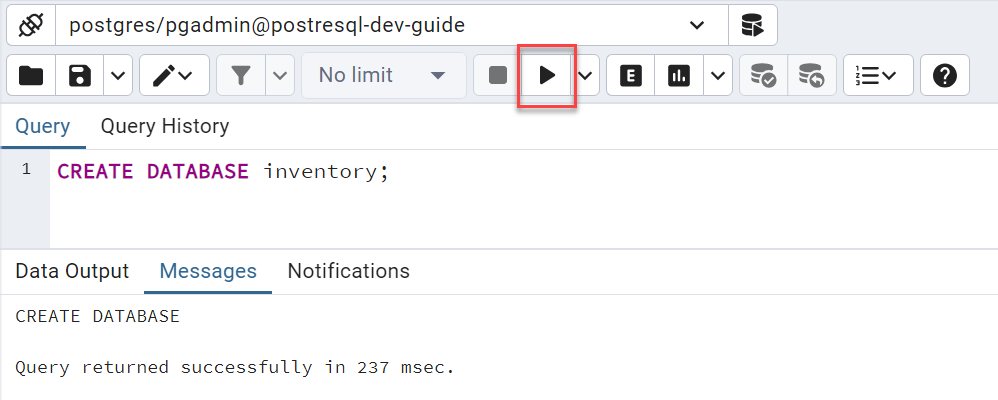 postgres/pgadmin@postresql-dev-guide
No limit
E
Query Query History
1 CREATE DATABASE inventory;
Data Output Messages Notifications
CREATE DATABASE
Query returned successfully in 237 msec.